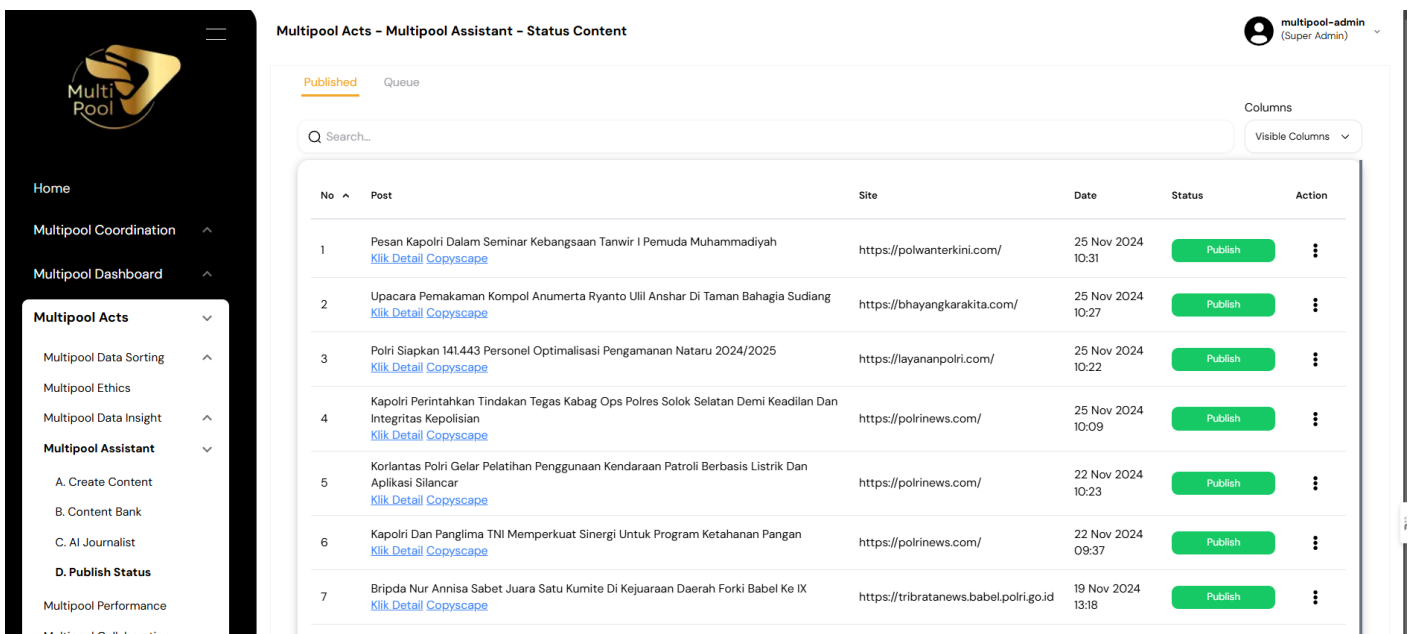 Multi
Pool
Multipool Acts - Multipool Assistant - Status Content
multipool-admin
(Super Admin)
Home
Multipool Coordination
Multipool Dashboard
Multipool Acts
Multipool Data Sorting
Multipool Ethics
Multipool Data Insight
Multipool Assistant
A. Create Content
B. Content Bank
C. AI Journalist
D. Publish Status
Multipool Performance
Published Queue
Columns
Search...
Visible Columns
No Post Site Date Status Action
1 Pesan Kapolri Dalam Seminar Kebangsaan Tanwir I Pemuda Muhammadiyah
Klik Detail Copyscape
https://polwanterkini.com/
25 Nov 2024
10:31
Publish
2 Upacara Pemakaman Kompol Anumerta Ryanto Ulil Anshar Di Taman Bahagia Sudiang
Klik Detail Copyscape
https://bhayangkarakita.com/
25 Nov 2024
10:27
Publish
3 Polri Siapkan 141.443 Personel Optimalisasi Pengamanan Nataru 2024/2025
Klik Detail Copyscape
https://layananpolri.com/
25 Nov 2024
10:22
Publish
4 Kapolri Perintahkan Tindakan Tegas Kabag Ops Polres Solok Selatan Demi Keadilan Dan
Integritas Kepolisian
Klik Detail Copyscape
https://polrinews.com/
25 Nov 2024
10:09
Publish
5 Korlantas Polri Gelar Pelatihan Penggunaan Kendaraan Patroli Berbasis Listrik Dan
Aplikasi Silancar
Klik Detail Copyscape
https://polrinews.com/
22 Nov 2024
10:23
Publish
6 Kapolri Dan Panglima TNI Memperkuat Sinergi Untuk Program Ketahanan Pangan
Klik Detail Copyscape
https://polrinews.com/
22 Nov 2024
09:37
Publish
7 Bripda Nur Annisa Sabet Juara Satu Kumite Di Kejuaraan Daerah Forki Babel Ke IX
Klik Detail Copyscape
https://tribratanews.babel.polri.go.id
19 Nov 2024
13:18
Publish